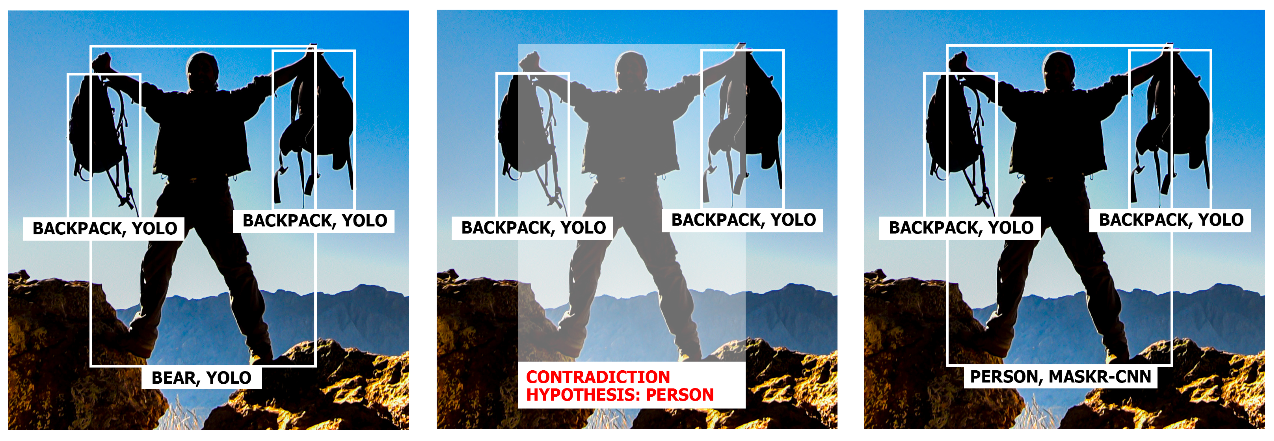 BACKPACK, YOLO
BACKPACK, YOLO
BEAR, YOLO
BACKPACK, YOLO
BACKPACK, YOLO
CONTRADICTION
HYPOTHESIS: PERSON
BACKPACK, YOLO
BACKPACK, YOLO
PERSON, MASKR-CNN